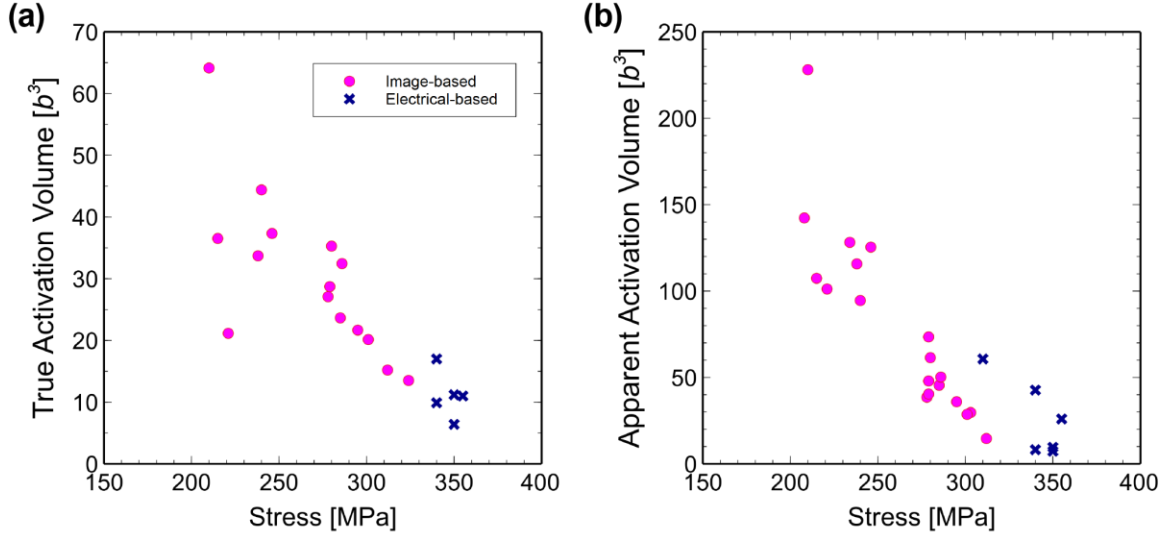 (a)
True Activation Volume [b³]
70
60
50
40
30
20
10
0
Image-based
Electrical-based
150 200 250 300 350 400
Stress [MPa]
(b)
Apparent Activation Volume [b³]
250
200
150
100
50
0
150 200 250 300 350 400
Stress [MPa]